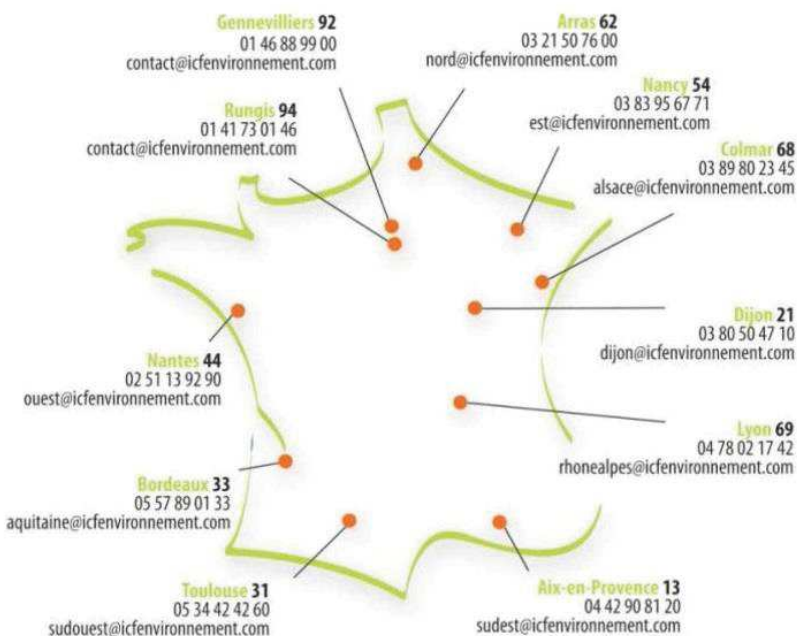 Gennevilliers 92
01 46 88 99 00
contact@icfenvironnement.com
Arras 62
03 21 50 76 00
nord@icfenvironnement.com
Rungis 94
01 41 73 01 46
contact@icfenvironnement.com
Nancy 54
03 83 95 67 71
est@icfenvironnement.com
Colmar 68
03 89 80 23 45
alsace@icfenvironnement.com
Dijon 21
03 80 50 47 10
dijon@icfenvironnement.com
Nantes 44
02 51 13 92 90
ouest@icfenvironnement.com
Lyon 69
04 78 02 17 42
rhonealpes@icfenvironnement.com
Bordeaux 33
05 57 89 01 33
aquitaine@icfenvironnement.com
Toulouse 31
05 34 42 42 60
sudouest@icfenvironnement.com
Aix-en-Provence 13
04 42 90 81 20
sudest@icfenvironnement.com